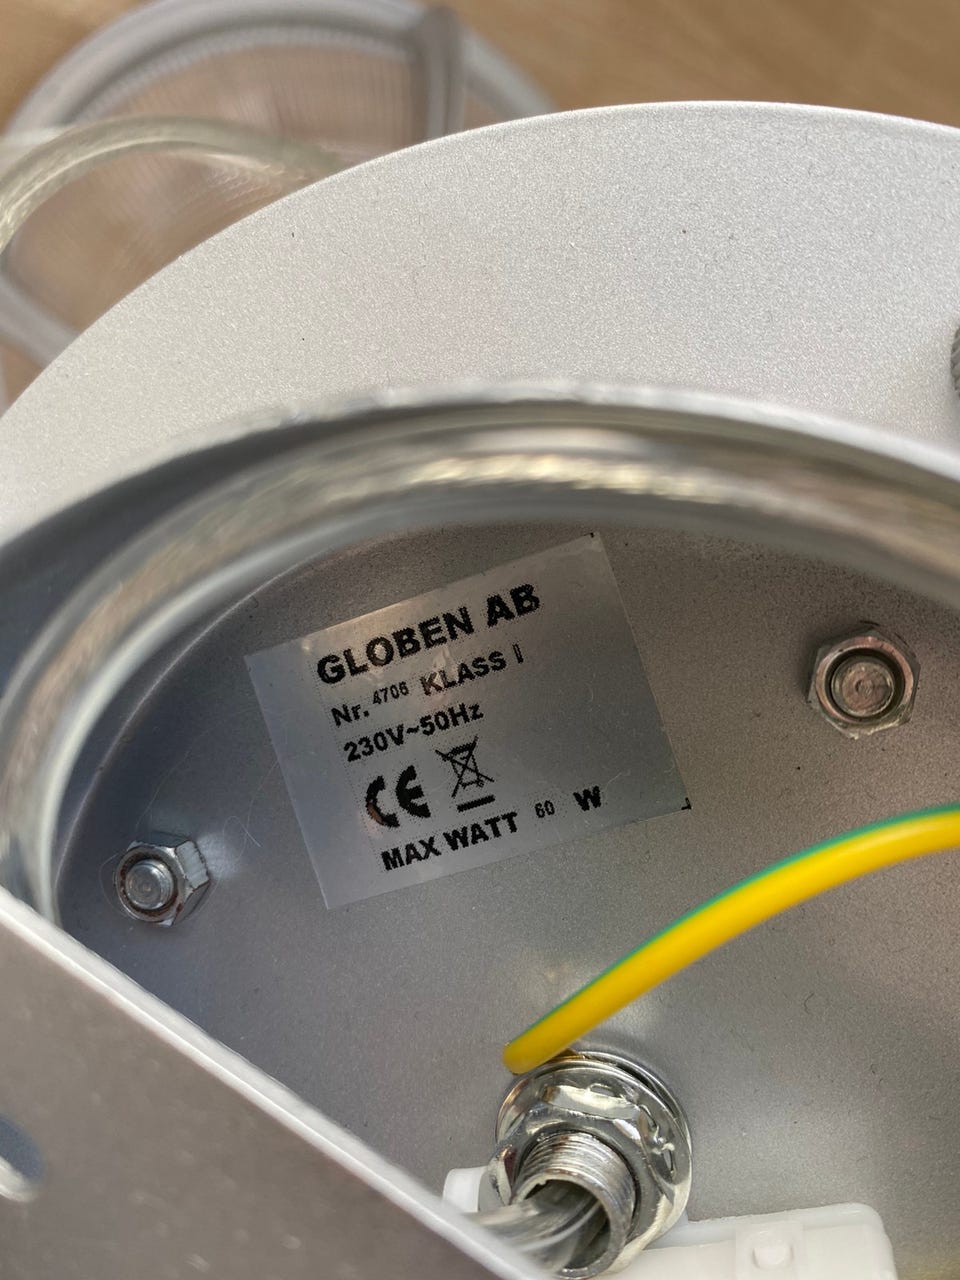 GLOBEN AB
Nr. 4706 KLASS I
230V~50Hz
CE
MAX WATT 60 W